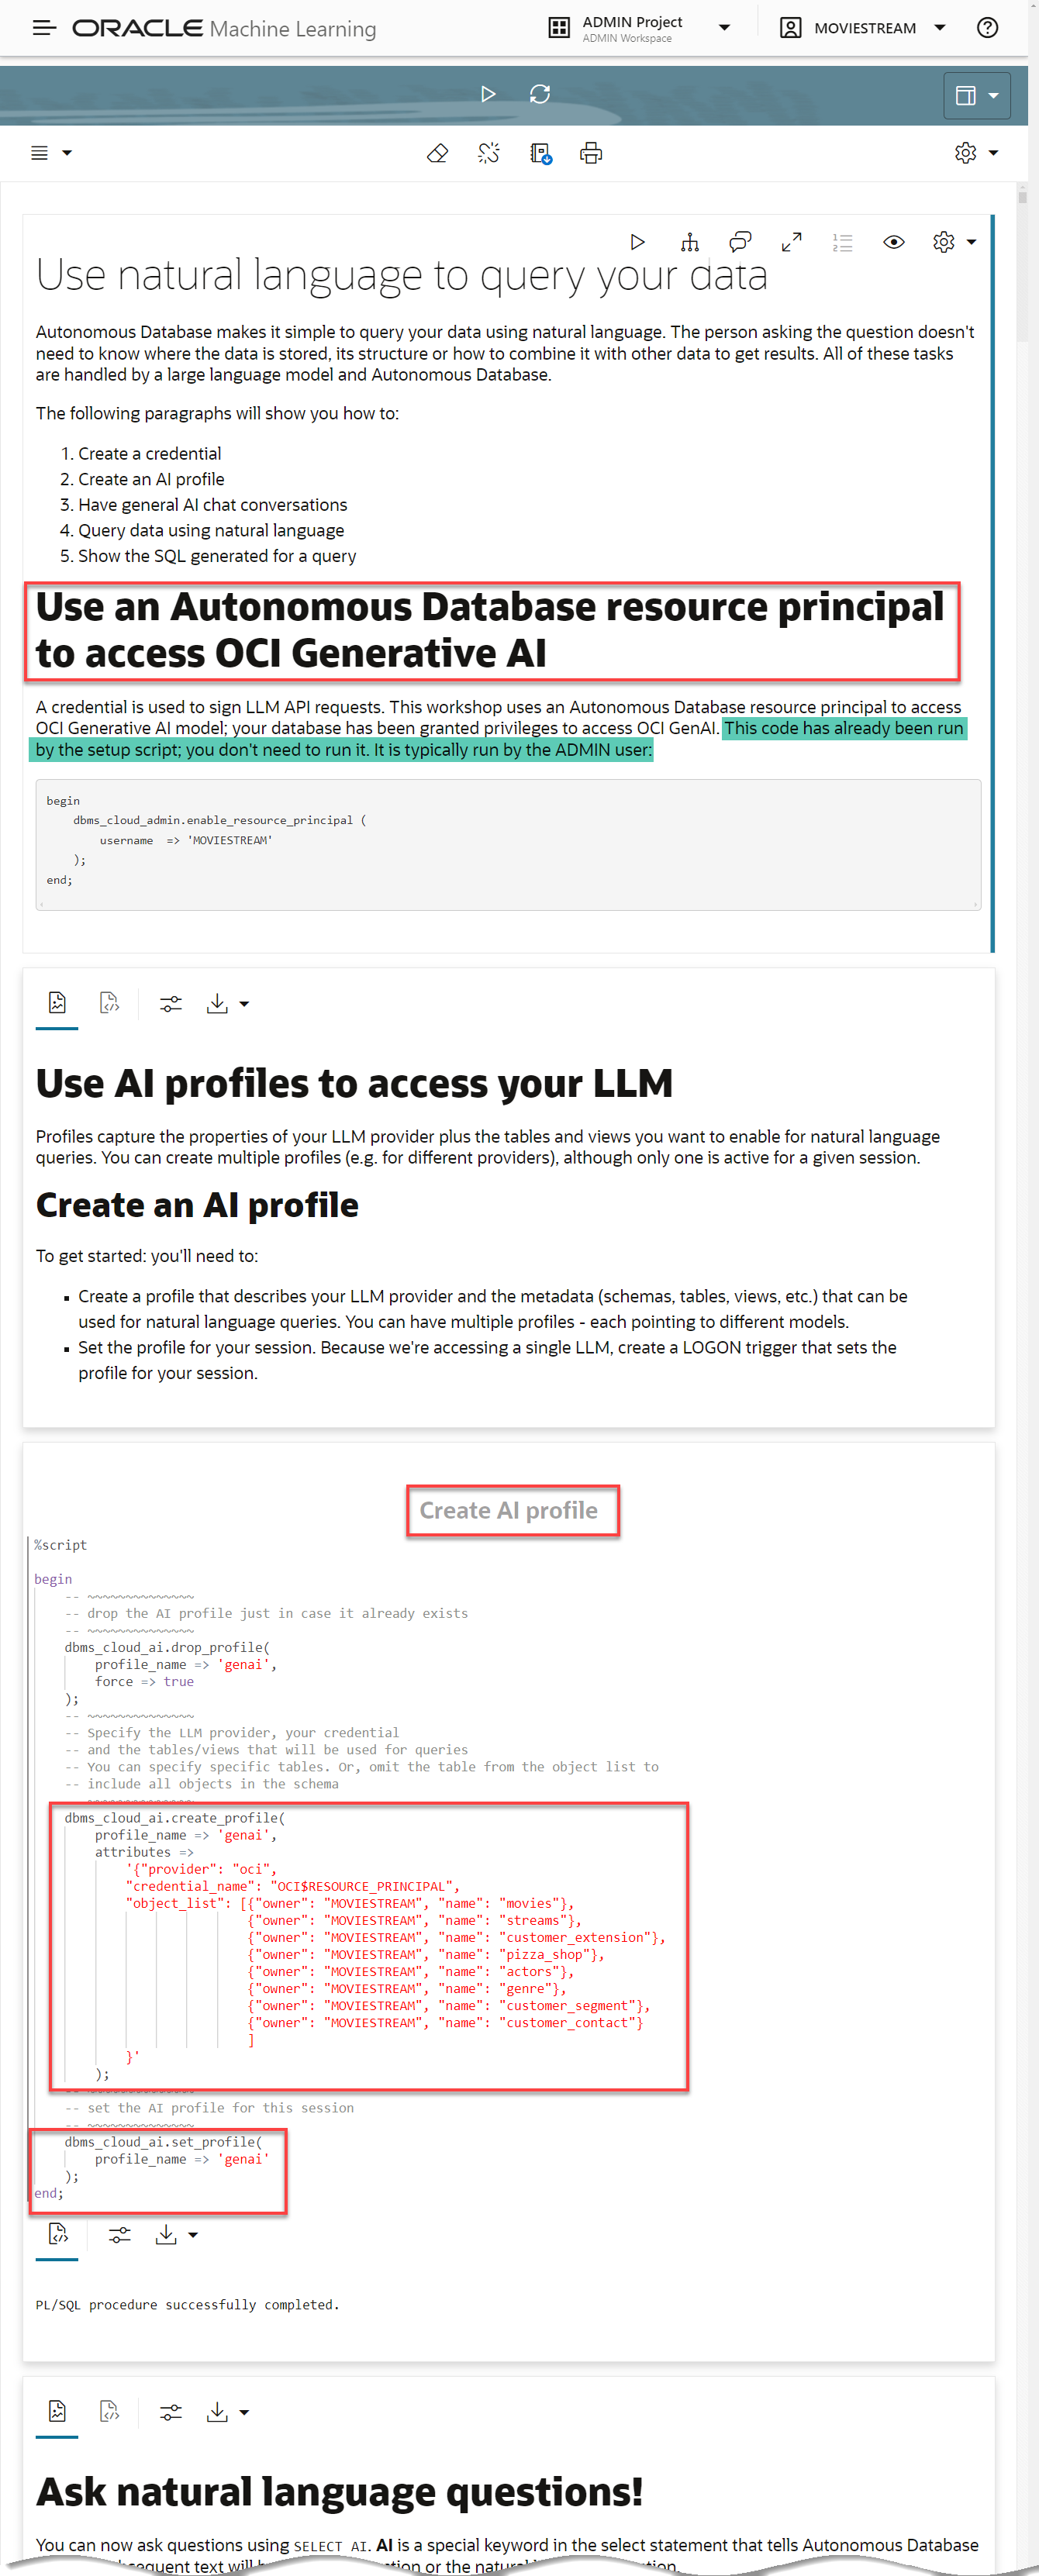 ORACLE Machine Learning
ADMIN Project
ADMIN Workspace
MOVIESTREAM
Use natural language to query your data
Autonomous Database makes it simple to query your data using natural language. The person asking the question doesn't
need to know where the data is stored, its structure or how to combine it with other data to get results. All of these tasks
are handled by a large language model and Autonomous Database.
The following paragraphs will show you how to:
1. Create a credential
2. Create an AI profile
3. Have general AI chat conversations
4. Query data using natural language
5. Show the SQL generated for a query
Use an Autonomous Database resource principal
to access OCI Generative AI
A credential is used to sign LLM API requests. This workshop uses an Autonomous Database resource principal to access
OCI Generative AI model; your database has been granted privileges to access OCI GenAI. This code has already been run
by the setup script; you don't need to run it. It is typically run by the ADMIN user:
begin
    dbms_cloud_admin.enable_resource_principal (
        username  => 'MOVIESTREAM'
    );
end;
Use AI profiles to access your LLM
Profiles capture the properties of your LLM provider plus the tables and views you want to enable for natural language
queries. You can create multiple profiles (e.g. for different providers), although only one is active for a given session.
Create an AI profile
To get started: you'll need to:
▪ Create a profile that describes your LLM provider and the metadata (schemas, tables, views, etc.) that can be
used for natural language queries. You can have multiple profiles - each pointing to different models.
▪ Set the profile for your session. Because we're accessing a single LLM, create a LOGON trigger that sets the
profile for your session.
Create AI profile
%script
begin
    -- ~~~~~~~~~~~~~~
    -- drop the AI profile just in case it already exists
    -- ~~~~~~~~~~~~~~
    dbms_cloud_ai.drop_profile(
        profile_name => 'genai',
        force => true
    );
    -- ~~~~~~~~~~~~~~
    -- Specify the LLM provider, your credential
    -- and the tables/views that will be used for queries
    -- You can specify specific tables. Or, omit the table from the object list to
    -- include all objects in the schema
    -- ~~~~~~~~~~~~~~
    dbms_cloud_ai.create_profile(
        profile_name => 'genai',
        attributes =>
            '{"provider": "oci",
            "credential_name": "OCI$RESOURCE_PRINCIPAL",
            "object_list": [{"owner": "MOVIESTREAM", "name": "movies"},
                            {"owner": "MOVIESTREAM", "name": "streams"},
                            {"owner": "MOVIESTREAM", "name": "customer_extension"},
                            {"owner": "MOVIESTREAM", "name": "pizza_shop"},
                            {"owner": "MOVIESTREAM", "name": "actors"},
                            {"owner": "MOVIESTREAM", "name": "genre"},
                            {"owner": "MOVIESTREAM", "name": "customer_segment"},
                            {"owner": "MOVIESTREAM", "name": "customer_contact"}
                            ]
            }'
        );
    -- ~~~~~~~~~~~~~~
    -- set the AI profile for this session
    -- ~~~~~~~~~~~~~~
    dbms_cloud_ai.set_profile(
        profile_name => 'genai'
    );
end;
PL/SQL procedure successfully completed.
Ask natural language questions!
You can now ask questions using SELECT AI. AI is a special keyword in the select statement that tells Autonomous Database
text will